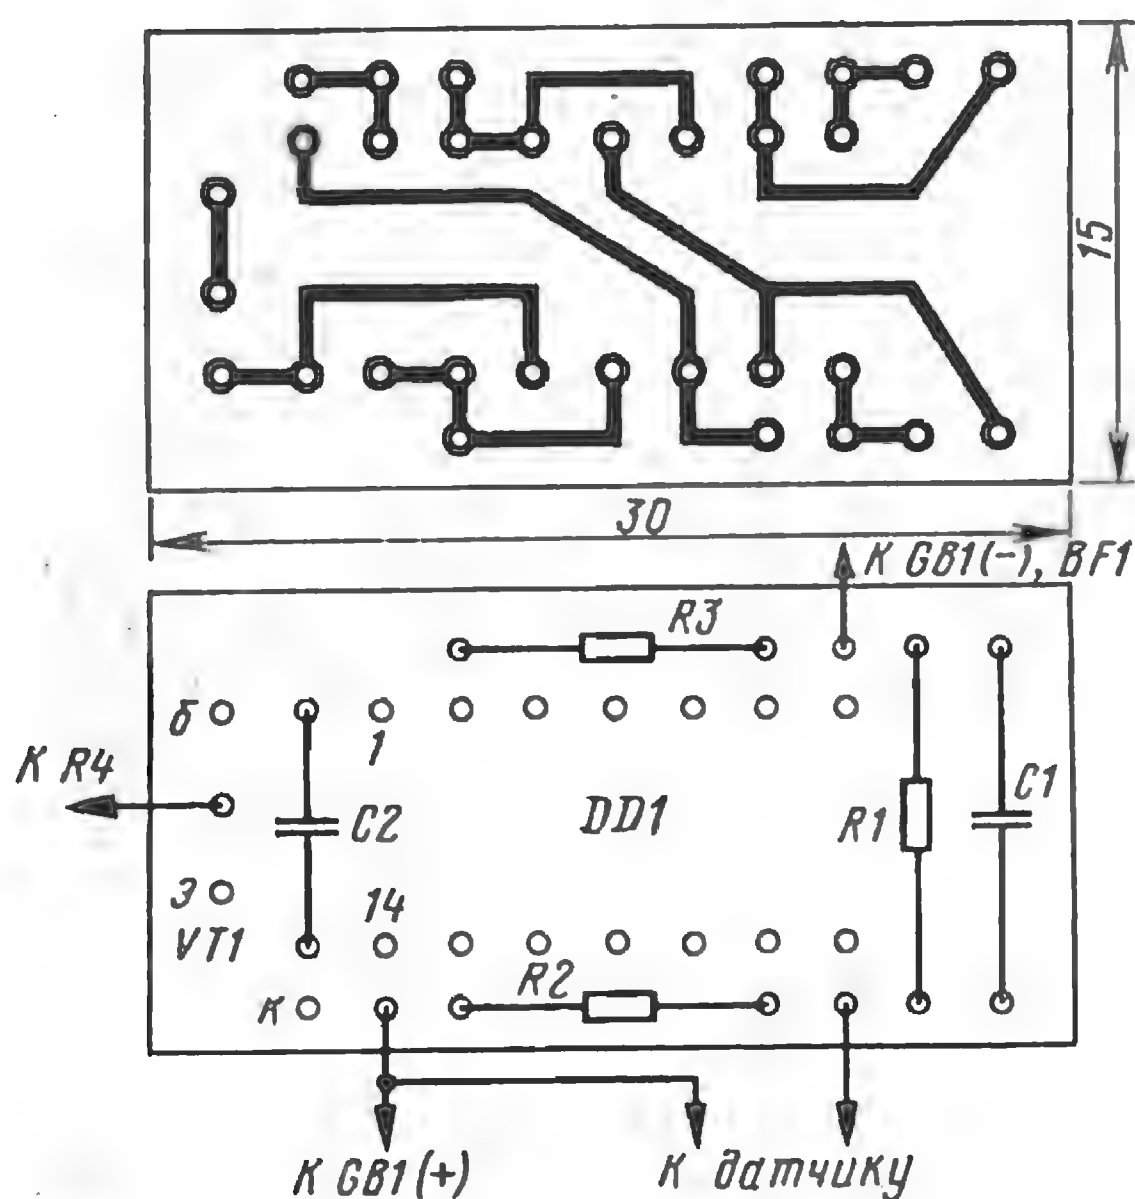 15
30
К GB1(-), BF1
R3
б
1
К R4
C2
DD1
R1
C1
Э
14
VT1
R2
к
К GB1(+)
К датчику